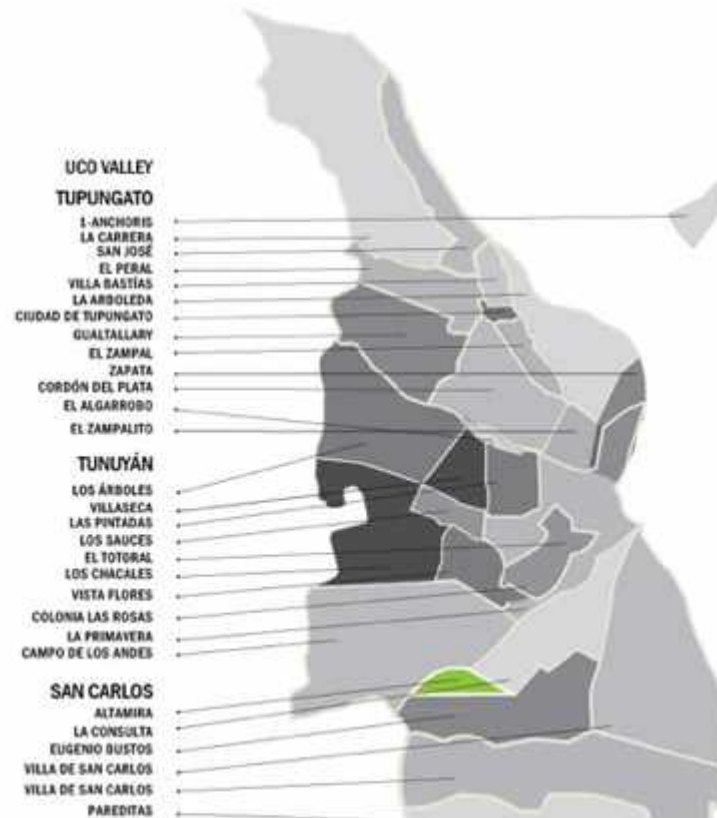 UCO VALLEY
TUPUNGATO
1-ANCHORIS
LA CARRERA
SAN JOSÉ
EL PERAL
VILLA BASTÍAS
LA ARBOLEDA
CIUDAD DE TUPUNGATO
GUALTALLARY
EL ZAMPAL
ZAPATA
CORDÓN DEL PLATA
EL ALGARROBO
EL ZAMPALITO
TUNUYÁN
LOS ÁRBOLES
VILLASECA
LAS PINTADAS
LOS SAUCES
EL TOTORAL
LOS CHACALES
VISTA FLORES
COLONIA LAS ROSAS
LA PRIMAVERA
CAMPO DE LOS ANDES
SAN CARLOS
ALTAMIRA
LA CONSULTA
EUGENIO BUSTOS
VILLA DE SAN CARLOS
VILLA DE SAN CARLOS
PAREDITAS